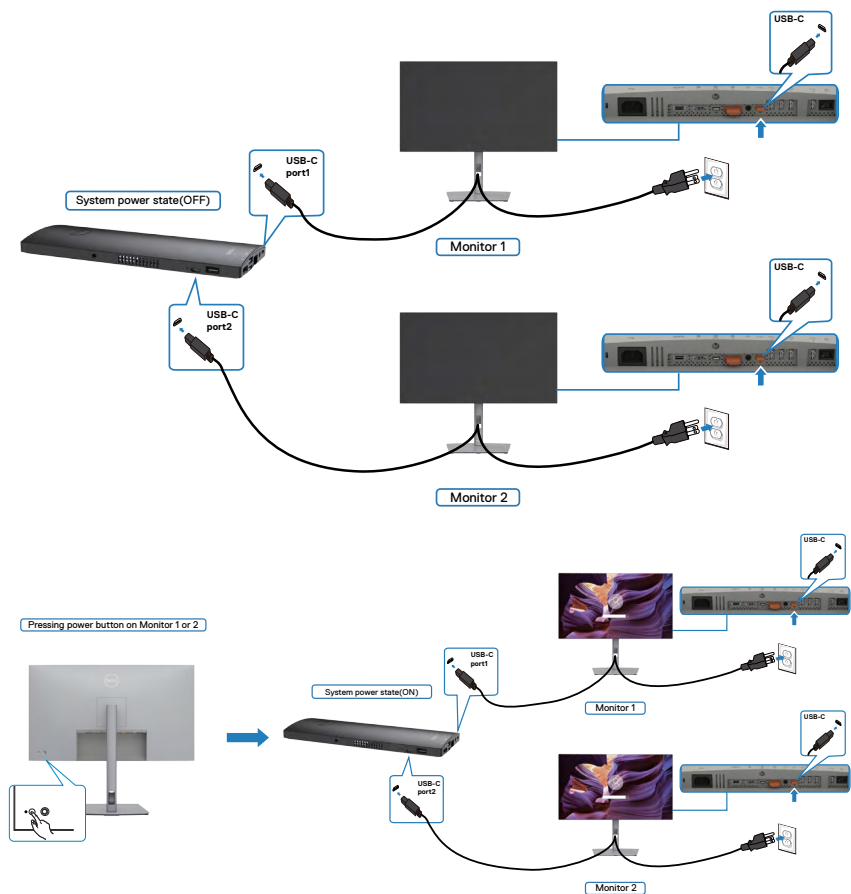 USB-C
USB-C
port1
System power state(OFF)
Monitor 1
USB-C
USB-C
port2
Monitor 2
USB-C
Pressing power button on Monitor 1 or 2
DELL
USB-C
port1
System power state(ON)
Monitor 1
USB-C
USB-C
port2
Monitor 2